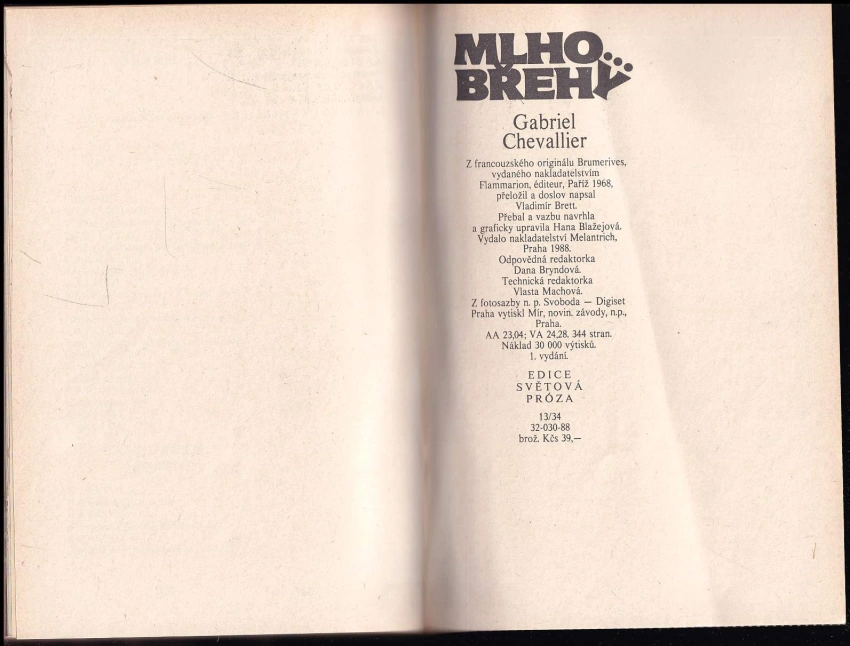 MLHO...
BŘEHY
Gabriel
Chevallier
Z francouzského originálu Brumerives,
vydaného nakladatelstvím
Flammarion, éditeur, Paříž 1968,
přeložil a doslov napsal
Vladimír Brett.
Přebal a vazbu navrhla
a graficky upravila Hana Blažejová.
Vydalo nakladatelství Melantrich,
Praha 1988.
Odpovědná redaktorka
Dana Bryndová.
Technická redaktorka
Vlasta Machová.
Z fotosazby n. p. Svoboda — Digiset
Praha vytiskl Mír, novin. závody, n.p.,
Praha.
AA 23,04; VA 24,28. 344 stran.
Náklad 30 000 výtisků.
1. vydání.
EDICE
SVĚTOVÁ
PRÓZA
13/34
32-030-88
brož. Kčs 39,—